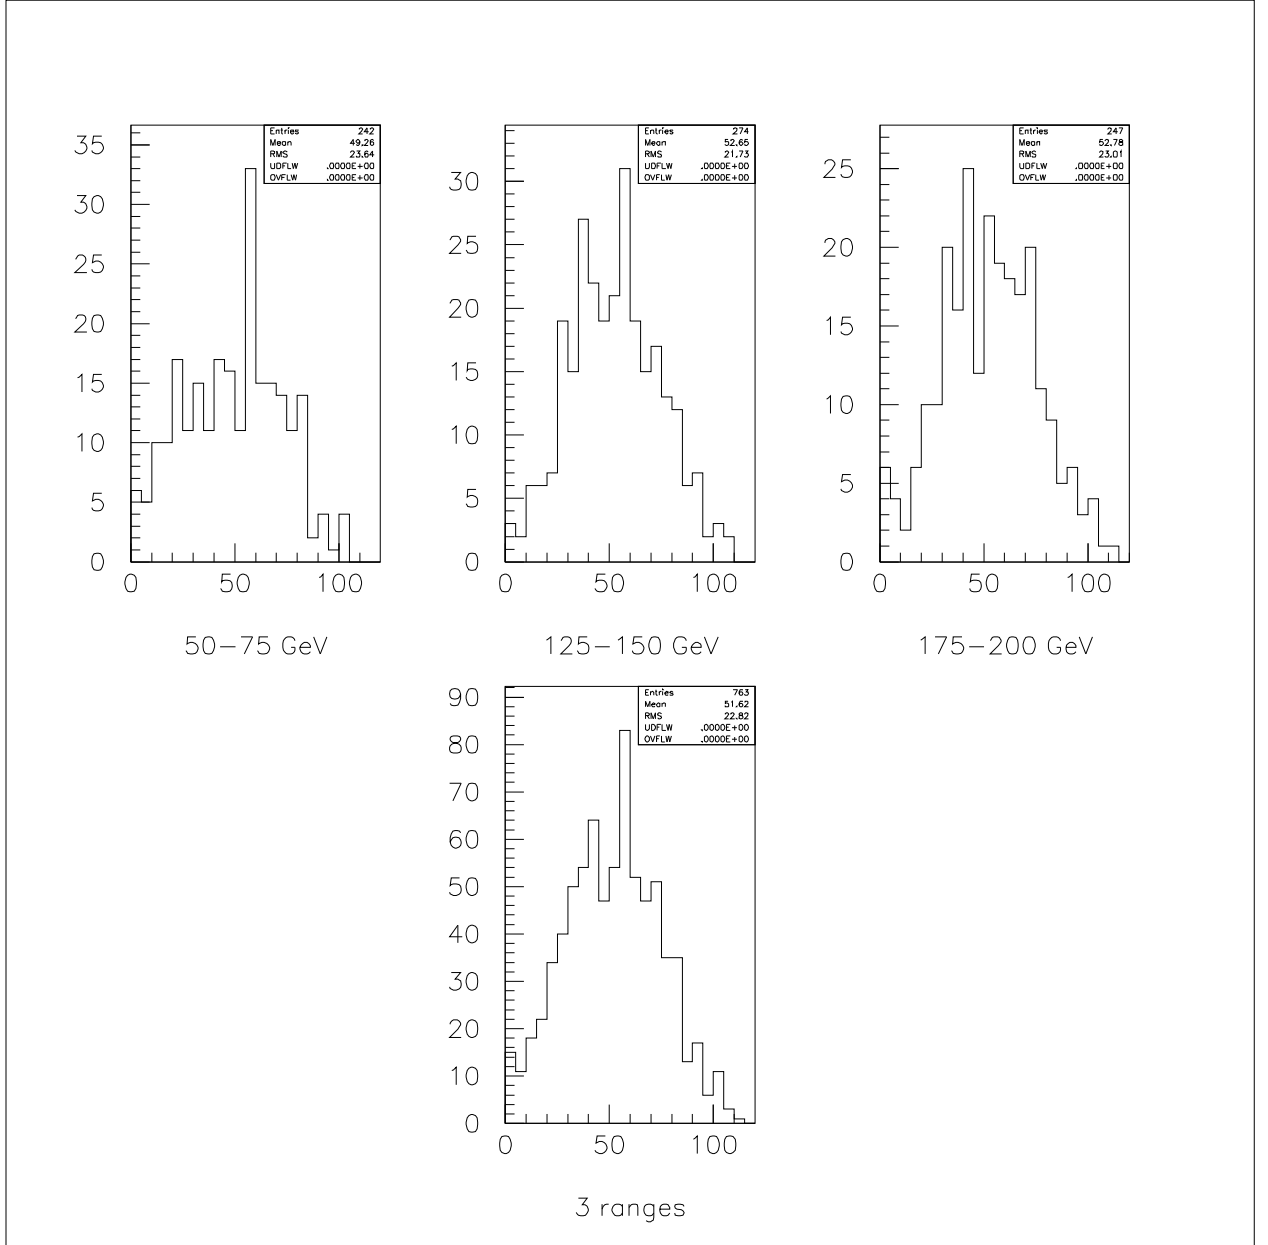 35
30
25
20
15
10
5
0
0 50 100
Entries 242
Mean 49.26
RMS 23.64
UDFLW .0000E+00
OVFLW .0000E+00
50-75 GeV
30
25
20
15
10
5
0
0 50 100
Entries 274
Mean 52.65
RMS 21.73
UDFLW .0000E+00
OVFLW .0000E+00
125-150 GeV
25
20
15
10
5
0
0 50 100
Entries 247
Mean 52.78
RMS 23.01
UDFLW .0000E+00
OVFLW .0000E+00
175-200 GeV
90
80
70
60
50
40
30
20
10
0
0 50 100
Entries 763
Mean 51.62
RMS 22.82
UDFLW .0000E+00
OVFLW .0000E+00
3 ranges